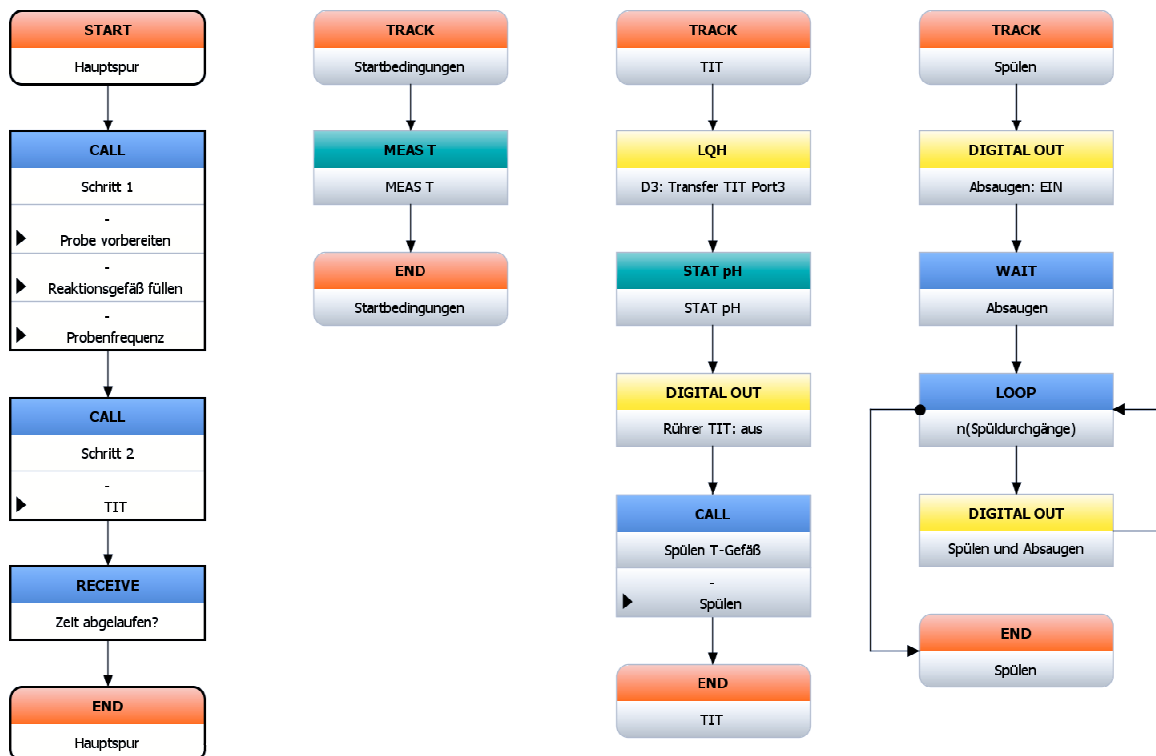 START
Hauptspur
CALL
Schritt 1
-
Probe vorbereiten
-
Reaktionsgefäß füllen
-
Probenfrequenz
CALL
Schritt 2
-
TIT
RECEIVE
Zeit abgelaufen?
END
Hauptspur
TRACK
Startbedingungen
MEAS T
MEAS T
END
Startbedingungen
TRACK
TIT
LQH
D3: Transfer TIT Port3
STAT pH
STAT pH
DIGITAL OUT
Rührer TIT: aus
CALL
Spülen T-Gefäß
-
Spülen
END
TIT
TRACK
Spülen
DIGITAL OUT
Absaugen: EIN
WAIT
Absaugen
LOOP
n(Spüldurchgänge)
DIGITAL OUT
Spülen und Absaugen
END
Spülen